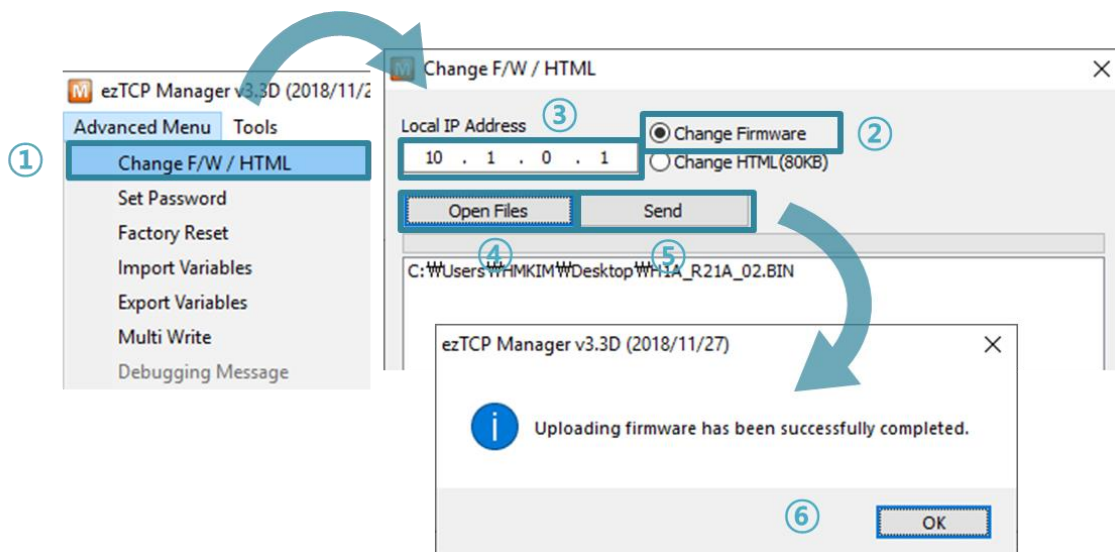 ezTCP Manager v3.3D (2018/11/2
Advanced Menu Tools
① Change F/W / HTML
Set Password
Factory Reset
Import Variables
Export Variables
Multi Write
Debugging Message
Change F/W / HTML
Local IP Address ③
10 . 1 . 0 . 1
Change Firmware ②
Change HTML(80KB)
Open Files Send
④ ⑤
C:₩Users₩HMKIM₩Desktop₩H1A_R21A_02.BIN
ezTCP Manager v3.3D (2018/11/27)
Uploading firmware has been successfully completed.
⑥ OK